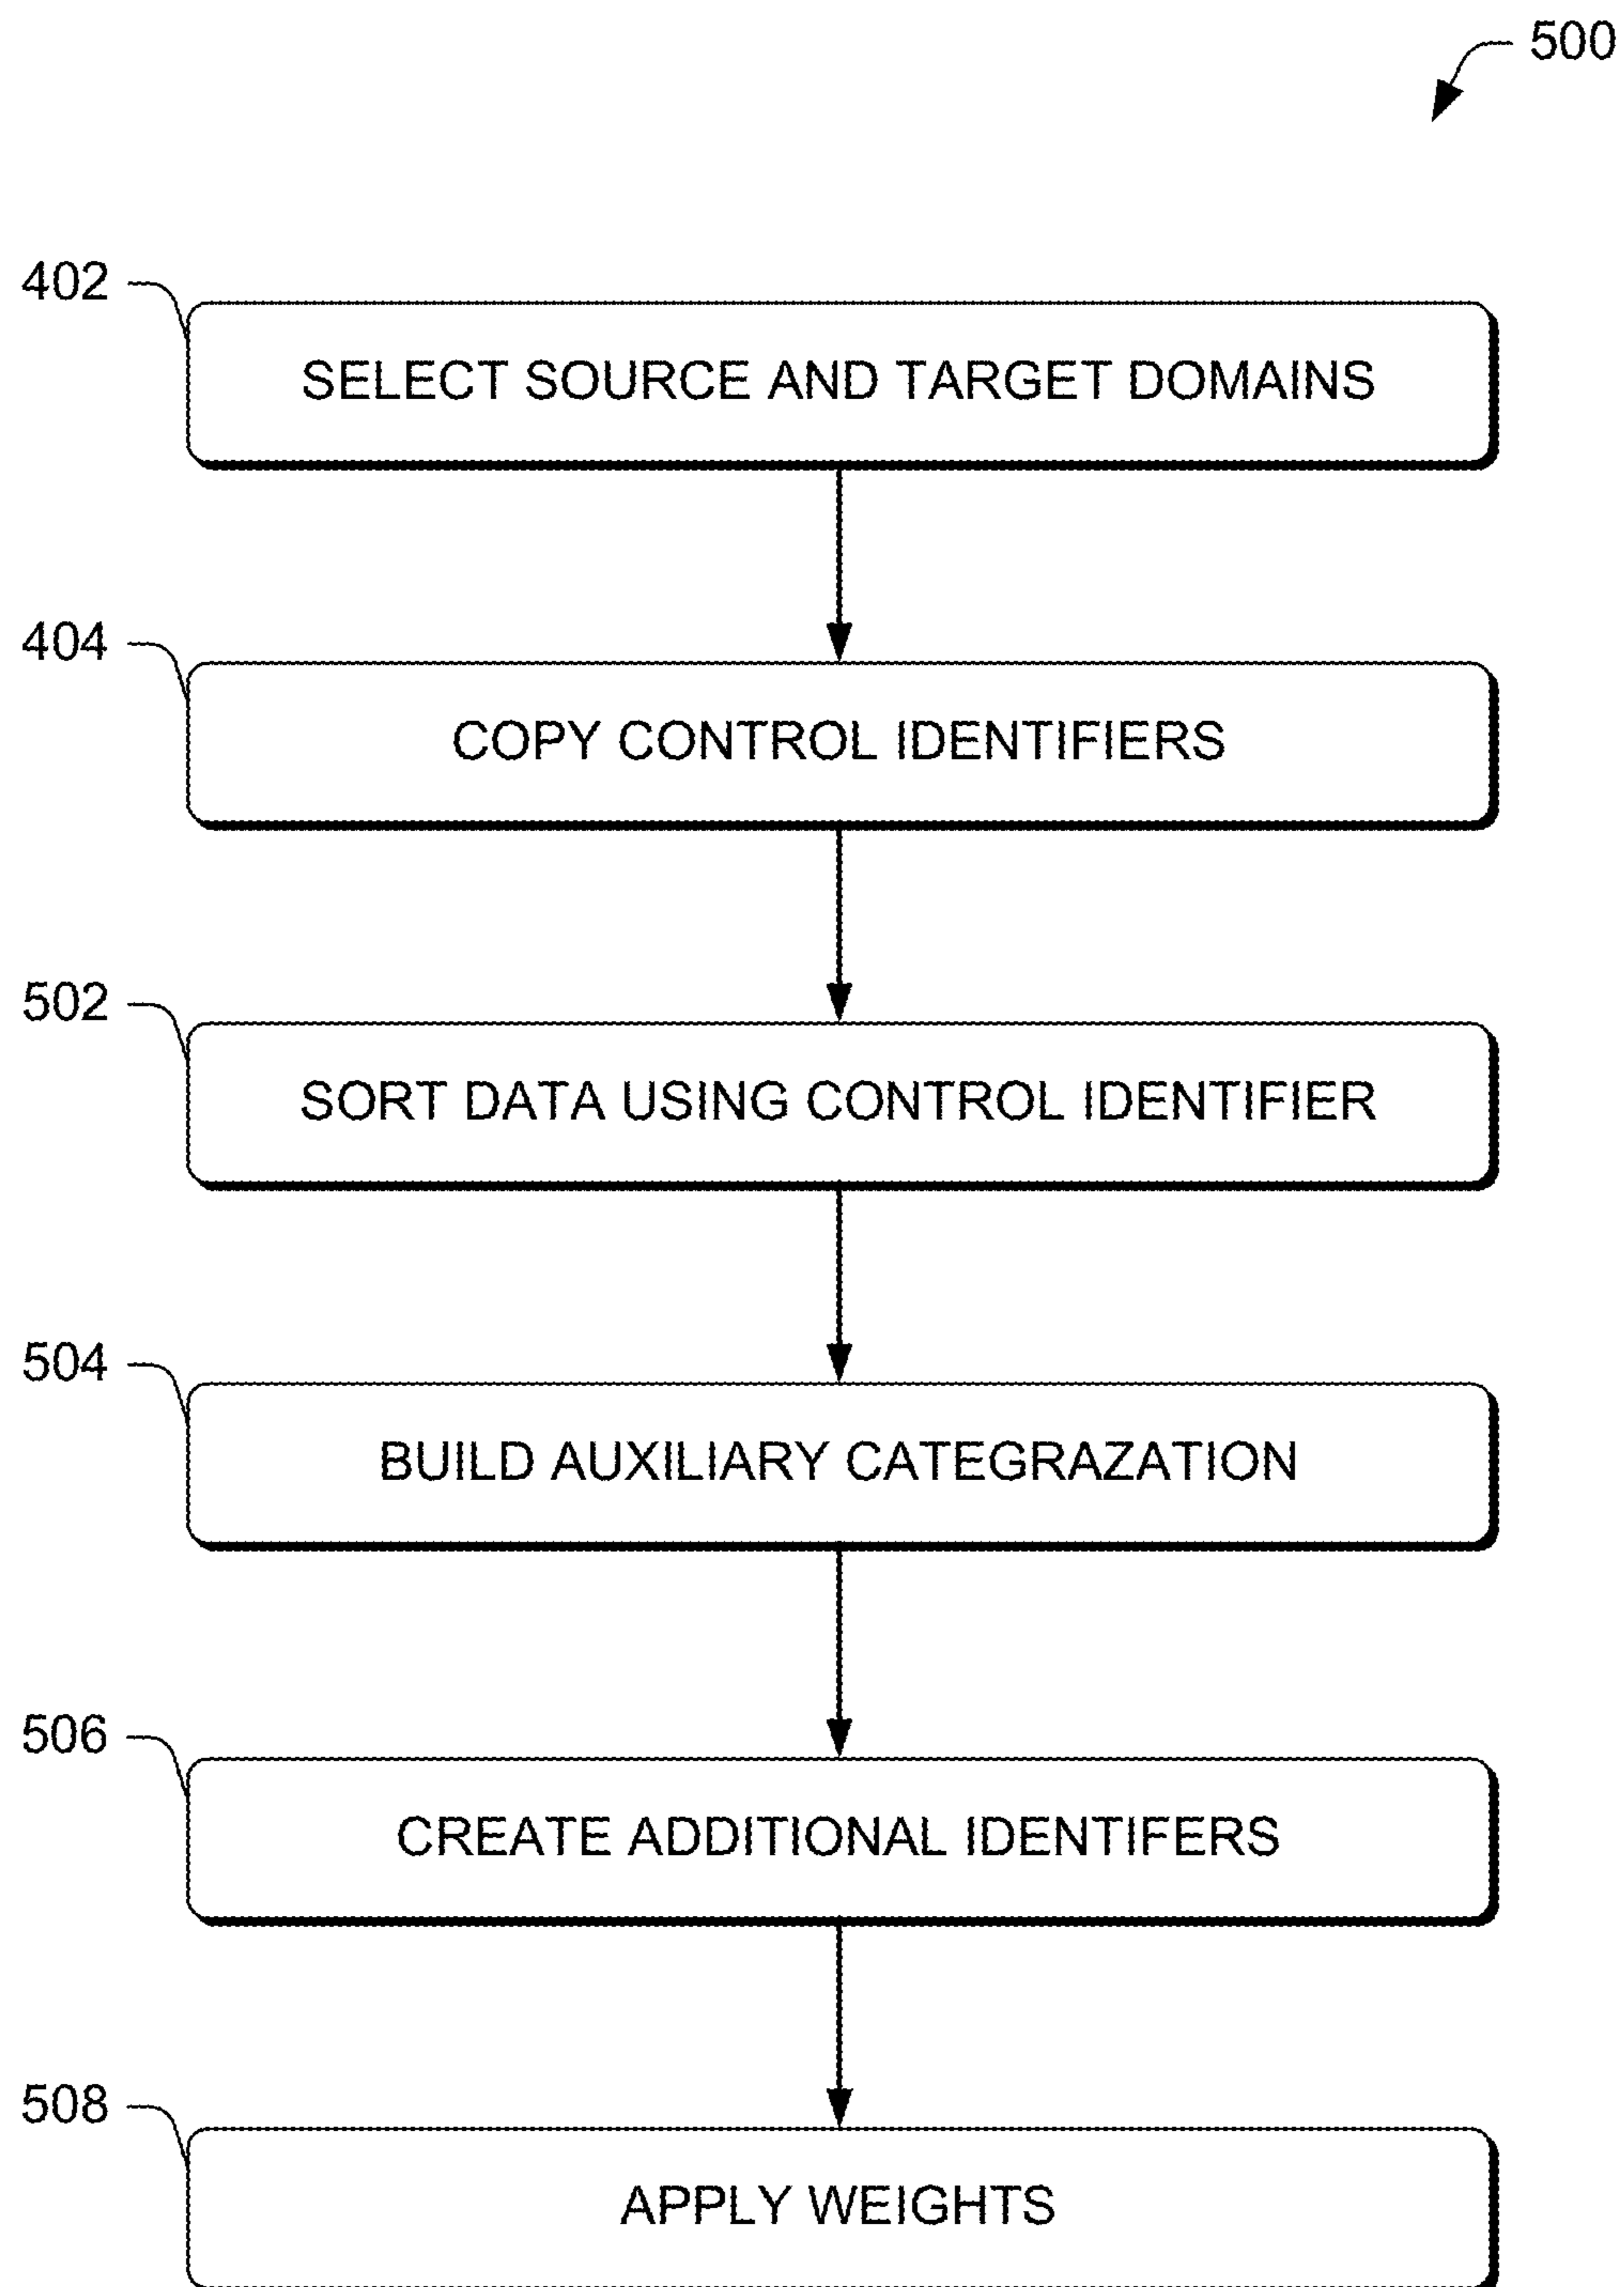 500
402
SELECT SOURCE AND TARGET DOMAINS
404
COPY CONTROL IDENTIFIERS
502
SORT DATA USING CONTROL IDENTIFIER
504
BUILD AUXILIARY CATEGRAZATION
506
CREATE ADDITIONAL IDENTIFERS
508
APPLY WEIGHTS